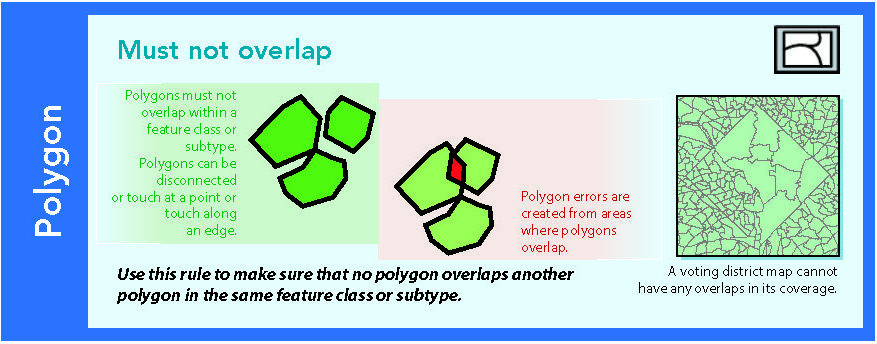 Polygon
Must not overlap
Polygons must not
overlap within a
feature class or
subtype.
Polygons can be
disconnected
or touch at a point or
touch along
an edge.
Polygon errors are
created from areas
where polygons
overlap.
Use this rule to make sure that no polygon overlaps another
polygon in the same feature class or subtype.
A voting district map cannot
have any overlaps in its coverage.